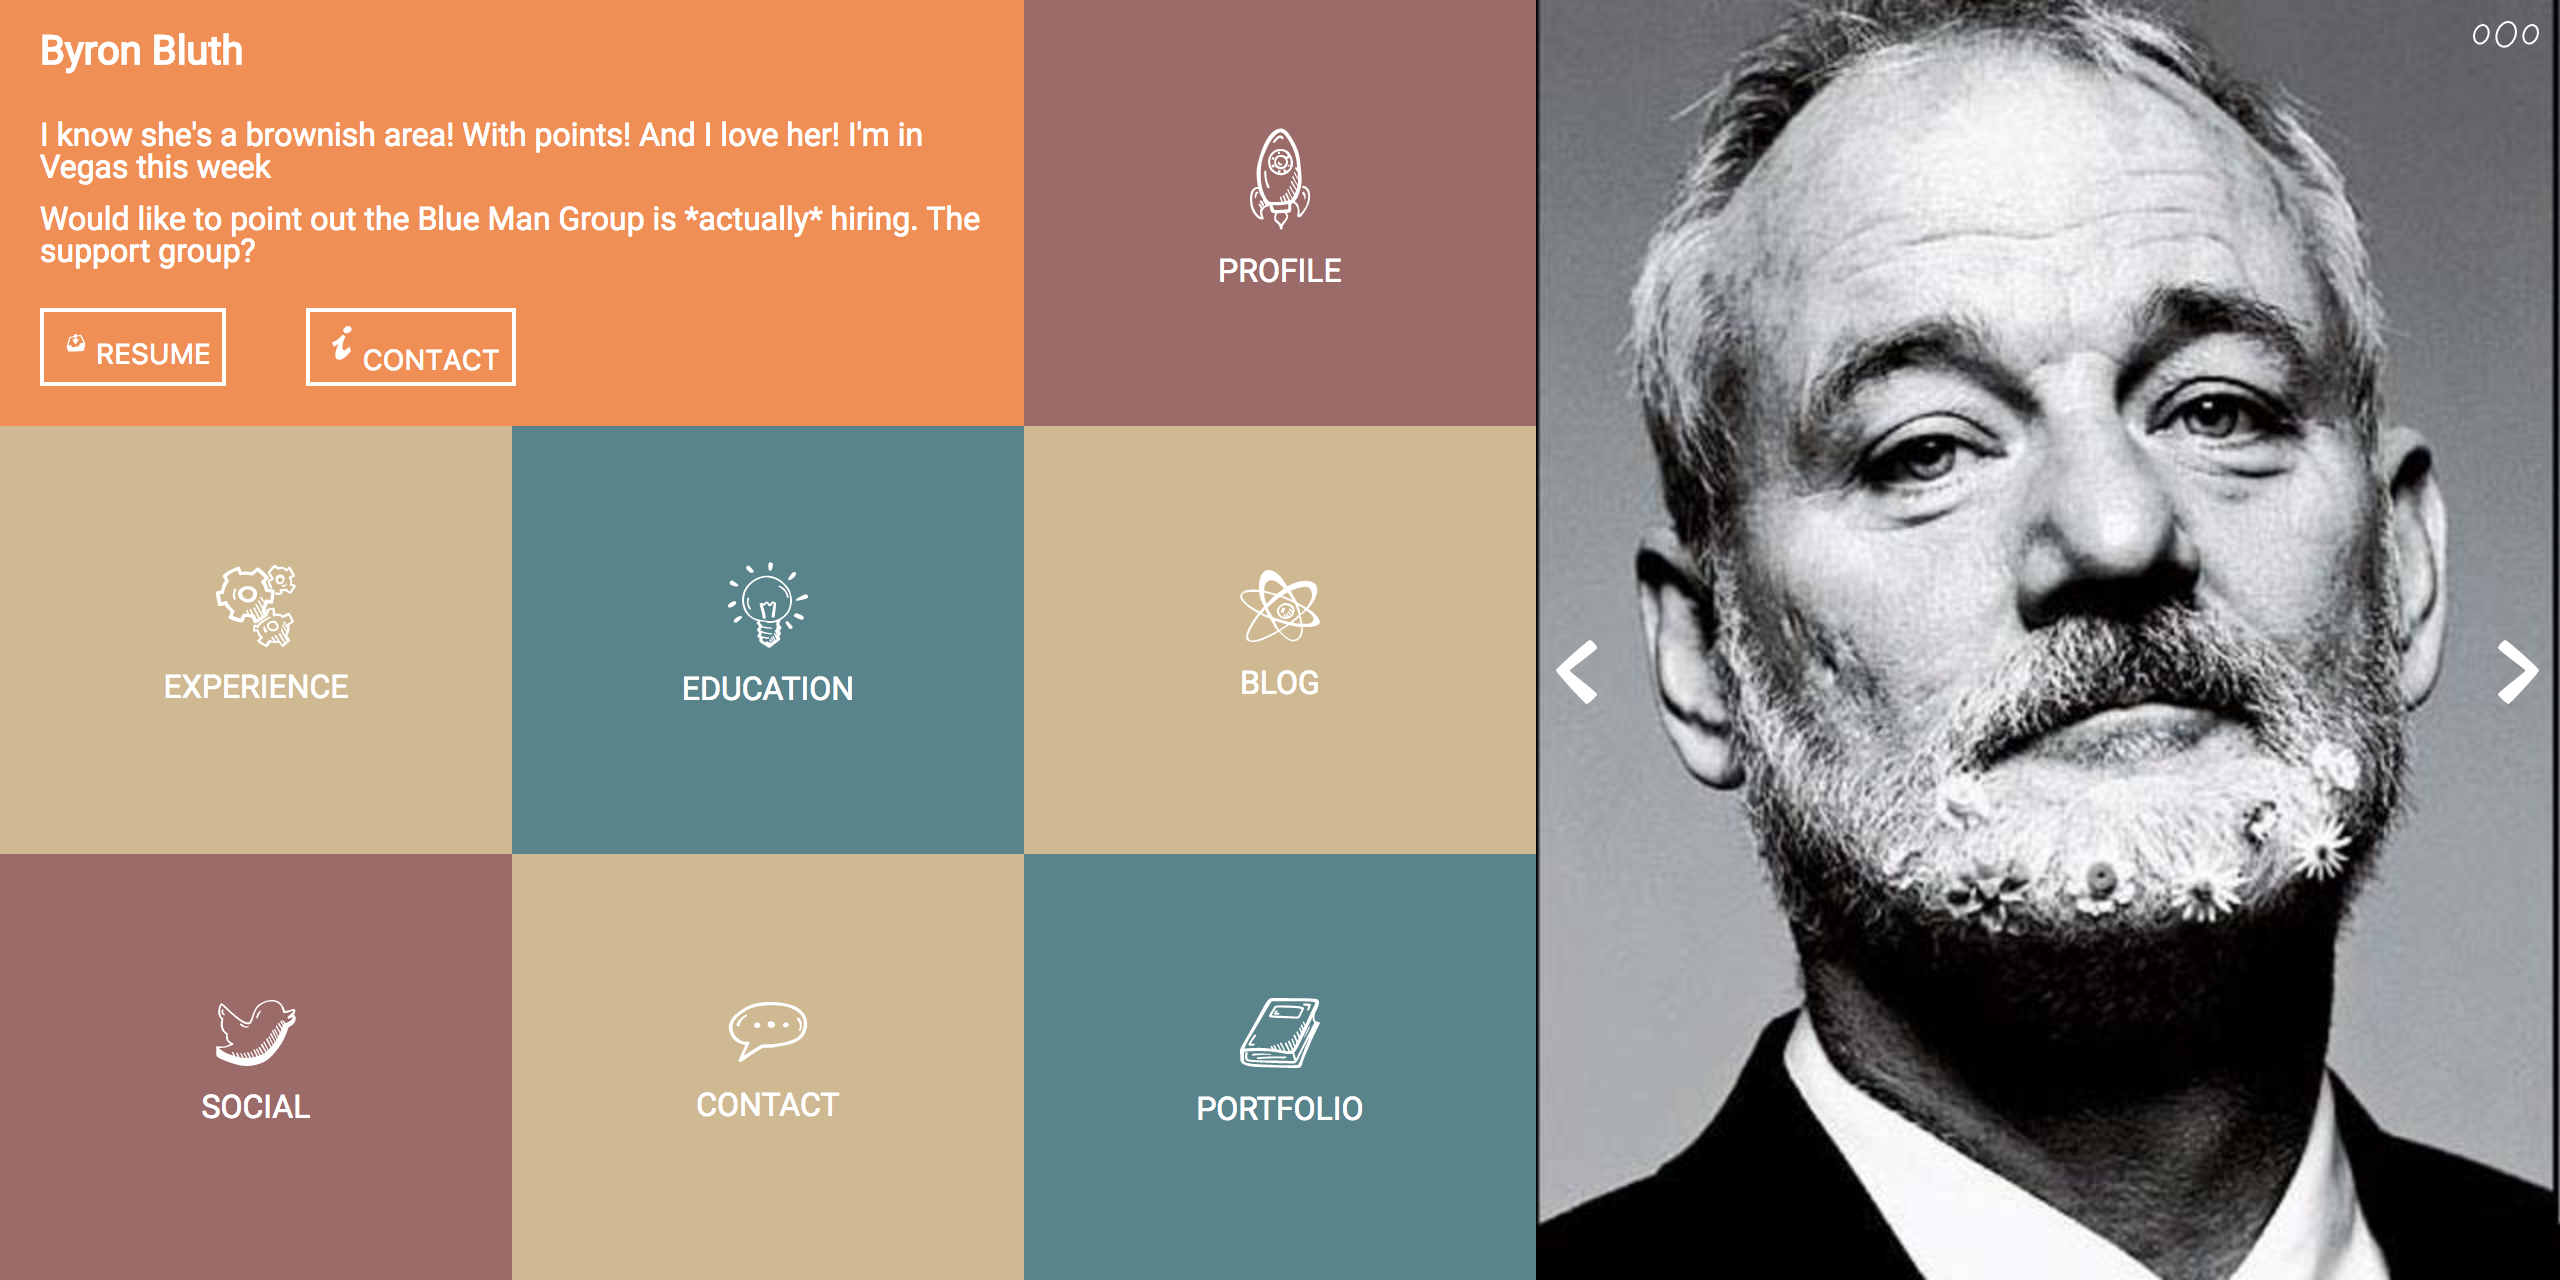 Byron Bluth
I know she's a brownish area! With points! And I love her! I'm in
Vegas this week
Would like to point out the Blue Man Group is *actually* hiring. The
support group?
RESUME
CONTACT
PROFILE
EXPERIENCE
EDUCATION
BLOG
SOCIAL
CONTACT
PORTFOLIO